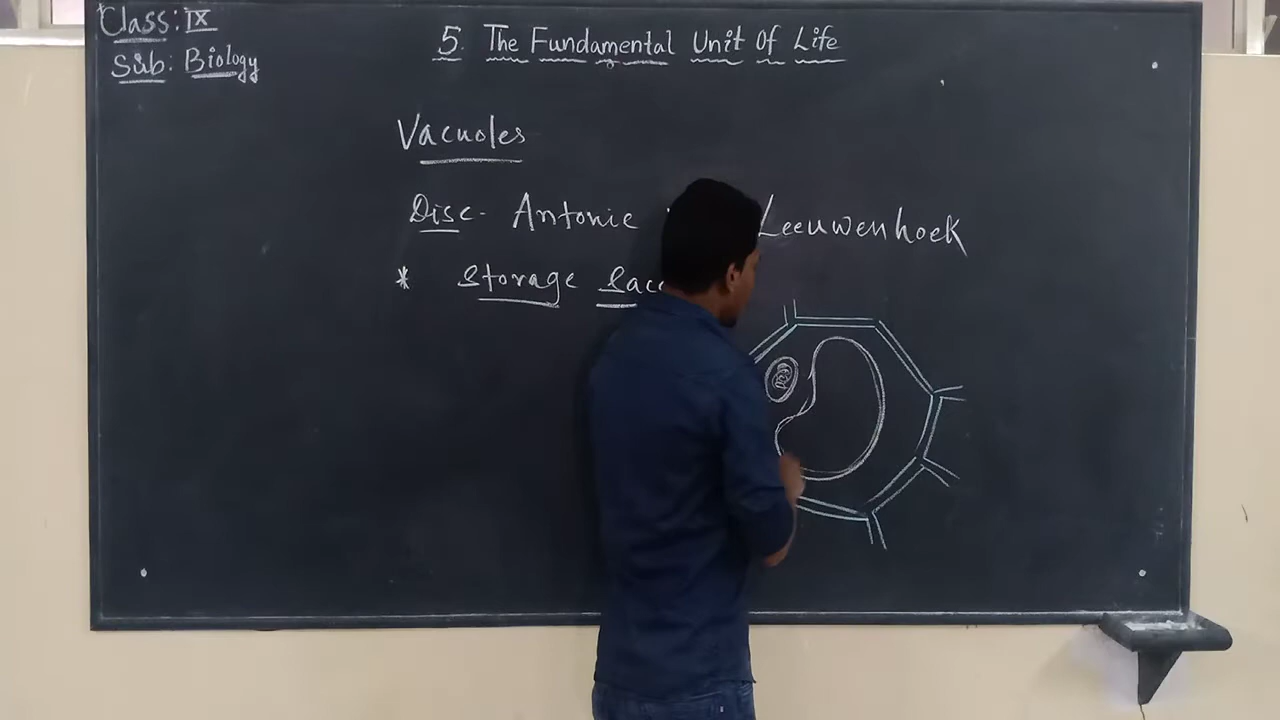 Class: IX
Sub: Biology
5. The Fundamental Unit Of Life
Vacuoles
Disc- Antonie Leeuwenhoek
* Storage